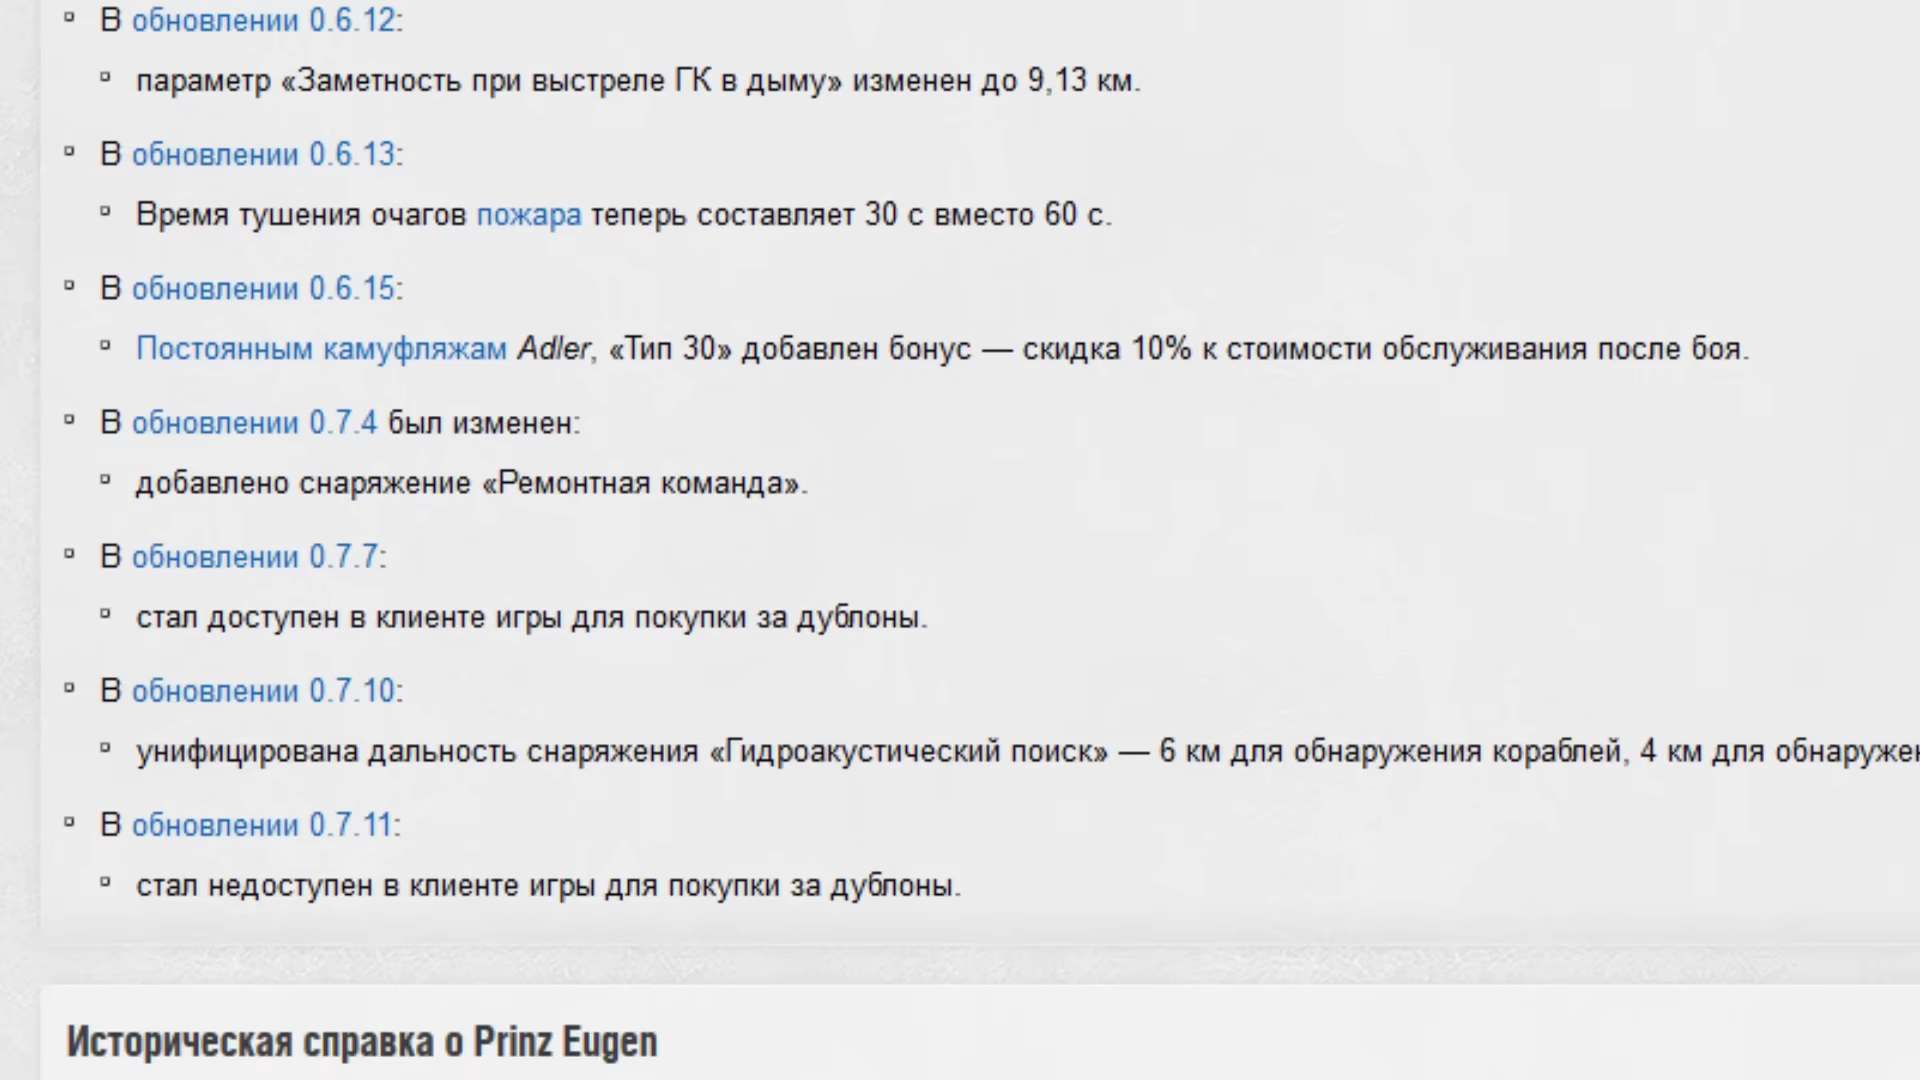 В обновлении 0.6.12:
параметр «Заметность при выстреле ГК в дыму» изменен до 9,13 км.
В обновлении 0.6.13:
Время тушения очагов пожара теперь составляет 30 с вместо 60 с.
В обновлении 0.6.15:
Постоянным камуфляжам Adler, «Тип 30» добавлен бонус — скидка 10% к стоимости обслуживания после боя.
В обновлении 0.7.4 был изменен:
добавлено снаряжение «Ремонтная команда».
В обновлении 0.7.7:
стал доступен в клиенте игры для покупки за дублоны.
В обновлении 0.7.10:
унифицирована дальность снаряжения «Гидроакустический поиск» — 6 км для обнаружения кораблей, 4 км для
В обновлении 0.7.11:
стал недоступен в клиенте игры для покупки за дублоны.
Историческая справка о Prinz Eugen